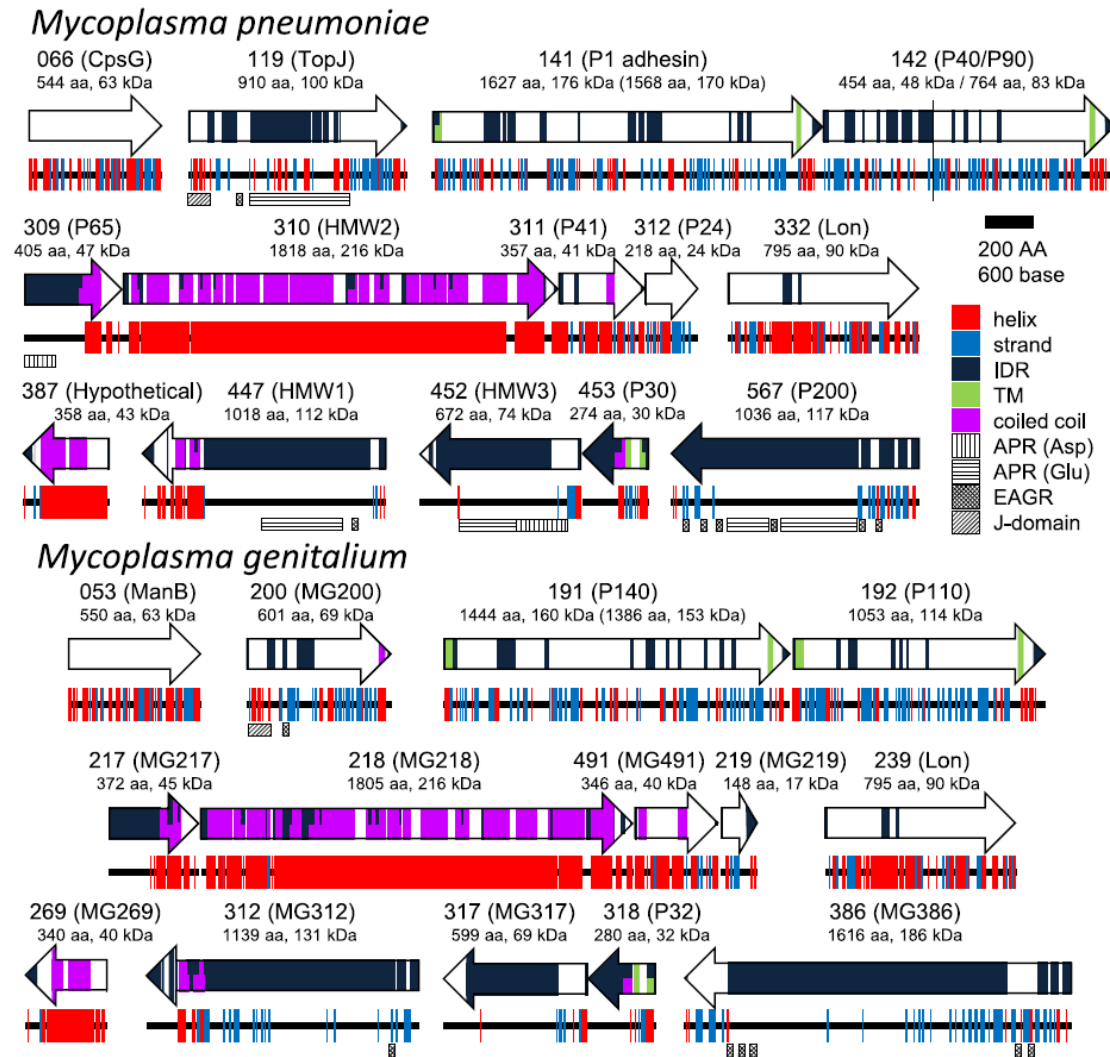 Mycoplasma pneumoniae
066 (CpsG) 119 (TopJ) 141 (P1 adhesin) 142 (P40/P90)
544 aa, 63 kDa 910 aa, 100 kDa 1627 aa, 176 kDa (1568 aa, 170 kDa) 454 aa, 48 kDa / 764 aa, 83 kDa
309 (P65) 310 (HMW2) 311 (P41) 312 (P24) 332 (Lon)
405 aa, 47 kDa 1818 aa, 216 kDa 357 aa, 41 kDa 218 aa, 24 kDa 795 aa, 90 kDa
200 AA
600 base
helix
strand
IDR
TM
coiled coil
APR (Asp)
APR (Glu)
EAGR
J-domain
387 (Hypothetical) 447 (HMW1) 452 (HMW3) 453 (P30) 567 (P200)
358 aa, 43 kDa 1018 aa, 112 kDa 672 aa, 74 kDa 274 aa, 30 kDa 1036 aa, 117 kDa
Mycoplasma genitalium
053 (ManB) 200 (MG200) 191 (P140) 192 (P110)
550 aa, 63 kDa 601 aa, 69 kDa 1444 aa, 160 kDa (1386 aa, 153 kDa) 1053 aa, 114 kDa
217 (MG217) 218 (MG218) 491 (MG491) 219 (MG219) 239 (Lon)
372 aa, 45 kDa 1805 aa, 216 kDa 346 aa, 40 kDa 148 aa, 17 kDa 795 aa, 90 kDa
269 (MG269) 312 (MG312) 317 (MG317) 318 (P32) 386 (MG386)
340 aa, 40 kDa 1139 aa, 131 kDa 599 aa, 69 kDa 280 aa, 32 kDa 1616 aa, 186 kDa